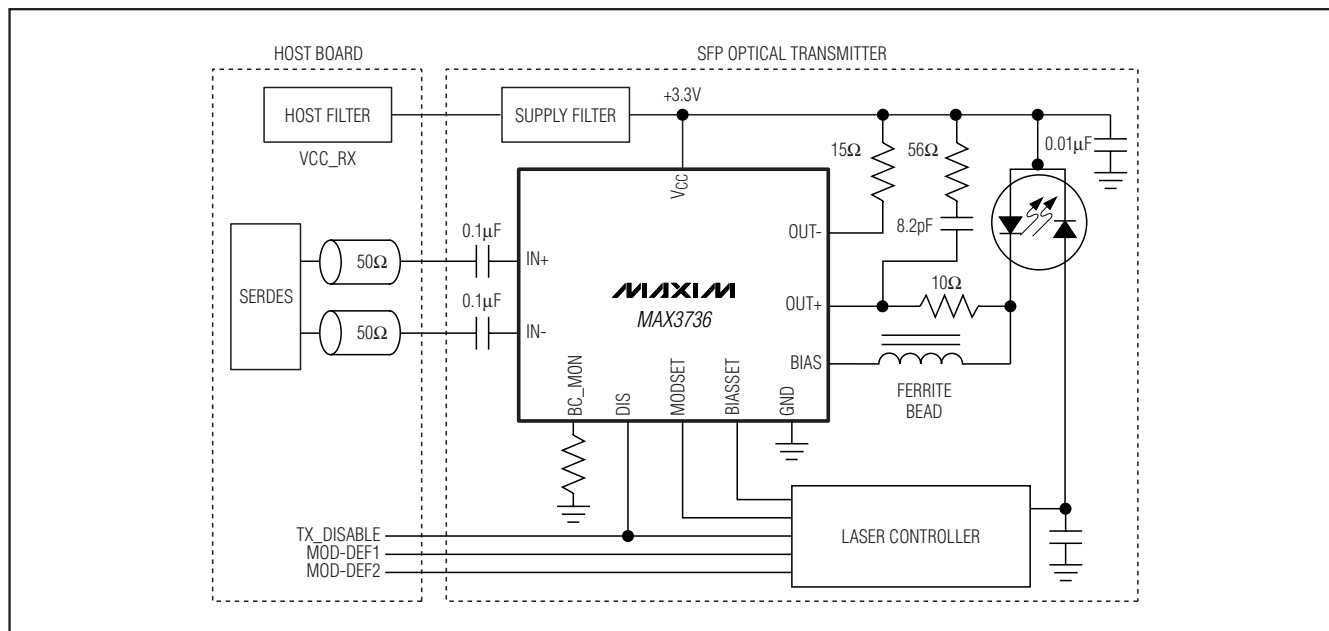 HOST BOARD
SFP OPTICAL TRANSMITTER
HOST FILTER
VCC_RX
SUPPLY FILTER
+3.3V
15Ω
56Ω
0.01µF
VCC
OUT-
8.2pF
SERDES
50Ω
0.1µF
IN+
50Ω
0.1µF
IN-
MAXIM
MAX3736
OUT+
10Ω
BIAS
FERRITE
BEAD
BC_MON
DIS
MODSET
BIASSET
GND
TX_DISABLE
MOD-DEF1
MOD-DEF2
LASER CONTROLLER